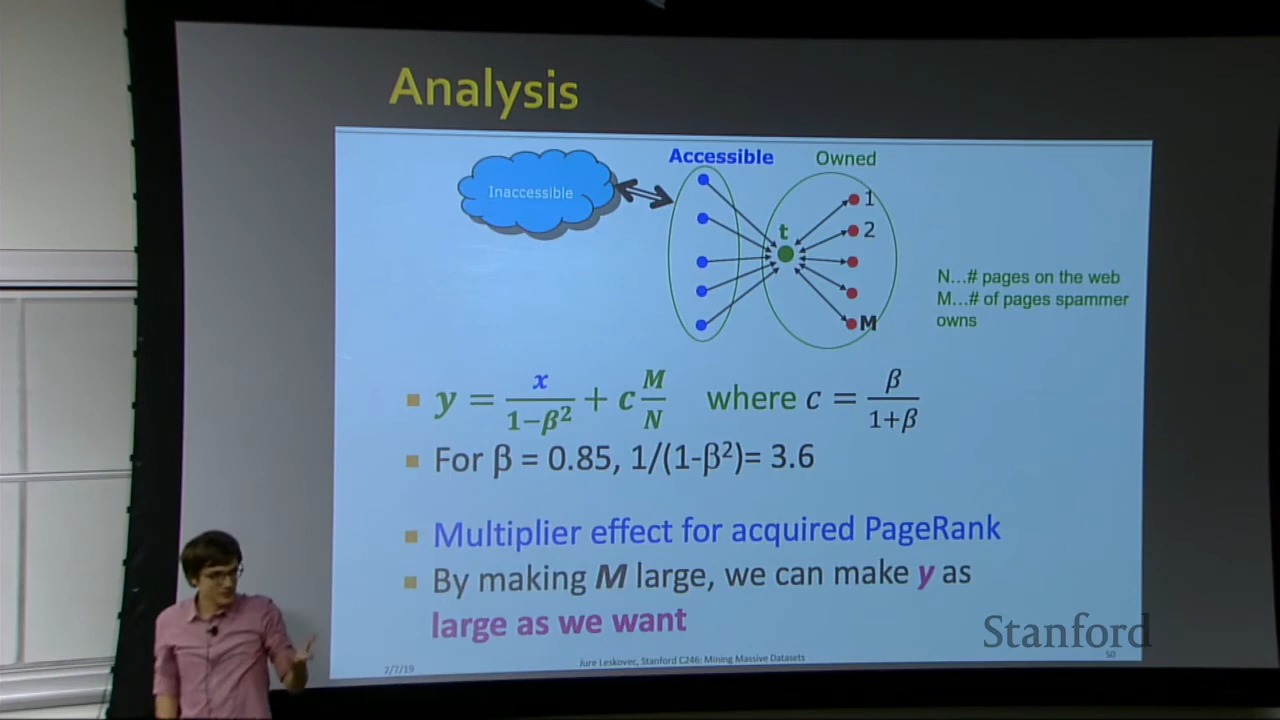 Analysis
Accessible Owned
Inaccessible
t
1
2
M
N...# pages on the web
M...# of pages spammer
owns
y = x/(1−β²) + c M/N where c = β/(1+β)
For β = 0.85, 1/(1-β²)= 3.6
Multiplier effect for acquired PageRank
By making M large, we can make y as
large as we want
Stanford
2/7/19
Jure Leskovec, Stanford C246: Mining Massive Datasets
50